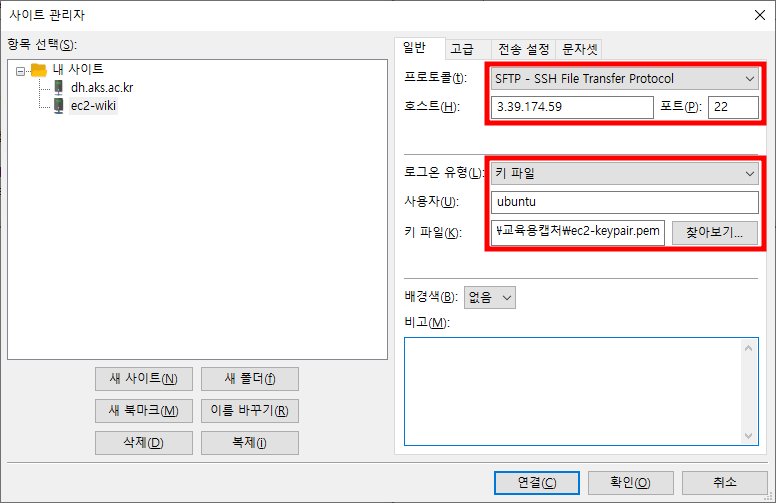 사이트 관리자
항목 선택(S):
내 사이트
dh.aks.ac.kr
ec2-wiki
새 사이트(N) 새 폴더(f)
새 북마크(M) 이름 바꾸기(R)
삭제(D) 복제(i)
일반 고급 전송 설정 문자셋
프로토콜(t): SFTP - SSH File Transfer Protocol
호스트(H): 3.39.174.59 포트(P): 22
로그온 유형(L): 키 파일
사용자(U): ubuntu
키 파일(K): ₩교육용캡처₩ec2-keypair.pem 찾아보기...
배경색(B): 없음
비고(M):
연결(C) 확인(O) 취소